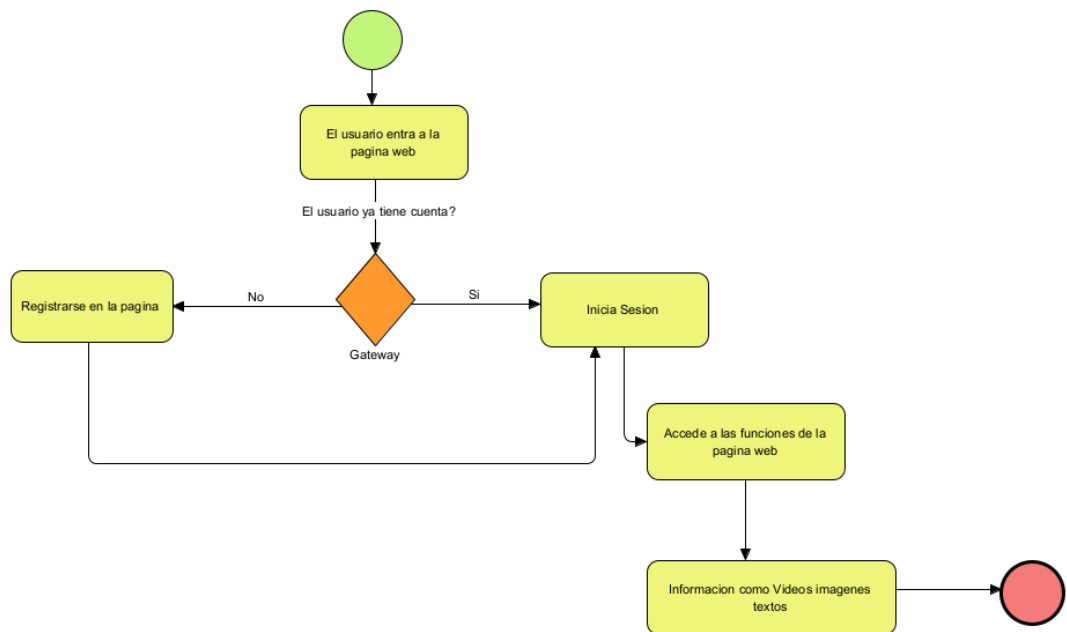 El usuario entra a la
pagina web
El usuario ya tiene cuenta?
Registrarse en la pagina
No
Si
Inicia Sesion
Gateway
Accede a las funciones de la
pagina web
Informacion como Videos imagenes
textos